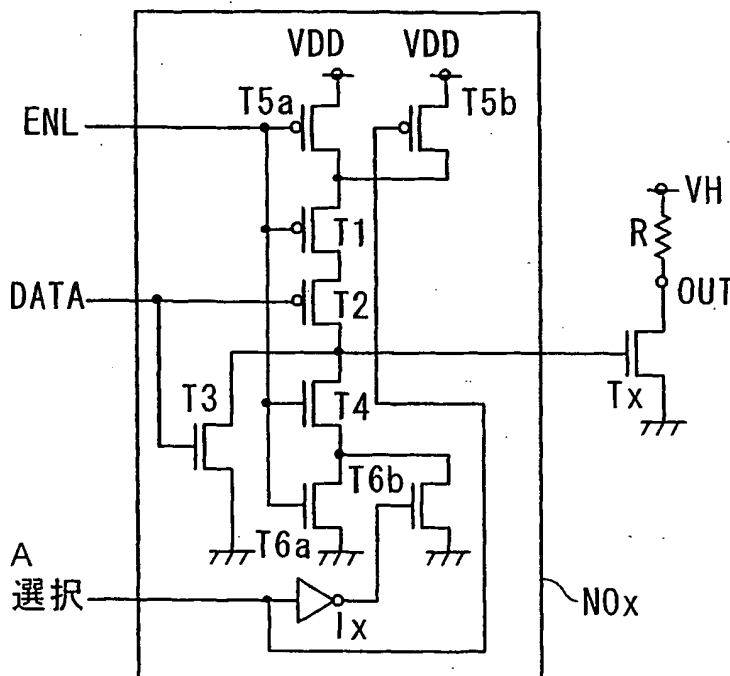 VDD VDD
T5a T5b
ENL
VH
T1 R
DATA T2 OUT
T3 T4 Tx
T6b
T6a
A
選択
Ix NOx